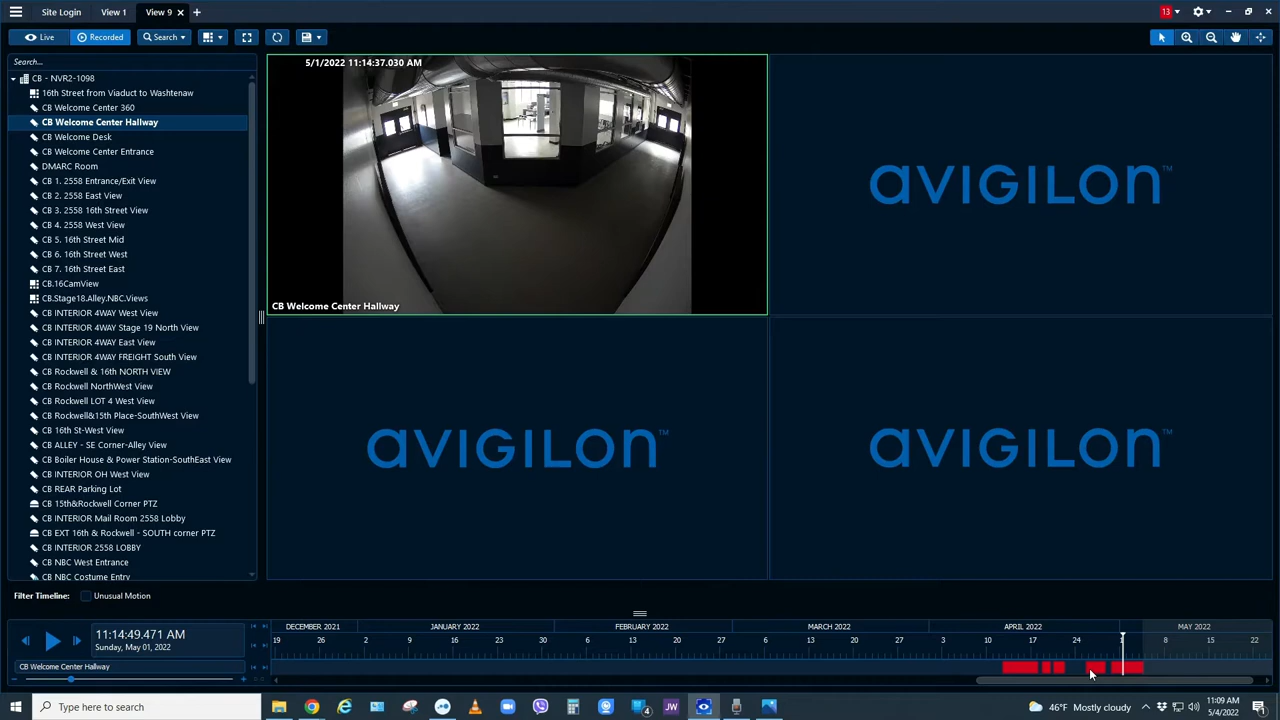 Site Login View 1 View 9 13
Live Recorded Search
Search...
CB - NVR2-1098
16th Street from Viaduct to Washtenaw
CB Welcome Center 360
CB Welcome Center Hallway
CB Welcome Desk
CB Welcome Center Entrance
DMARC Room
CB 1. 2558 Entrance/Exit View
CB 2. 2558 East View
CB 3. 2558 16th Street View
CB 4. 2558 West View
CB 5. 16th Street Mid
CB 6. 16th Street West
CB 7. 16th Street East
CB.16CamView
CB.Stage18.Alley.NBC.Views
CB INTERIOR 4WAY West View
CB INTERIOR 4WAY Stage 19 North View
CB INTERIOR 4WAY East View
CB INTERIOR 4WAY FREIGHT South View
CB Rockwell & 16th NORTH VIEW
CB Rockwell NorthWest View
CB Rockwell LOT 4 West View
CB Rockwell&15th Place-SouthWest View
CB 16th St-West View
CB ALLEY - SE Corner-Alley View
CB Boiler House & Power Station-SouthEast View
CB INTERIOR OH West View
CB REAR Parking Lot
CB 15th&Rockwell Corner PTZ
CB INTERIOR Mail Room 2558 Lobby
CB EXT 16th & Rockwell - SOUTH corner PTZ
CB INTERIOR 2558 LOBBY
CB NBC West Entrance
CB NBC Costume Entry
5/1/2022 11:14:37.030 AM
CB Welcome Center Hallway
avigilon™
avigilon™
avigilon™
Filter Timeline: Unusual Motion
11:14:49.471 AM
Sunday, May 01, 2022
CB Welcome Center Hallway
DECEMBER 2021 JANUARY 2022 FEBRUARY 2022 MARCH 2022 APRIL 2022 MAY 2022
19 26 2 9 16 23 30 6 13 20 27 6 13 20 27 3 10 17 24 1 8 15 22
Type here to search
4
JW
46°F Mostly cloudy
11:09 AM
5/4/2022
1